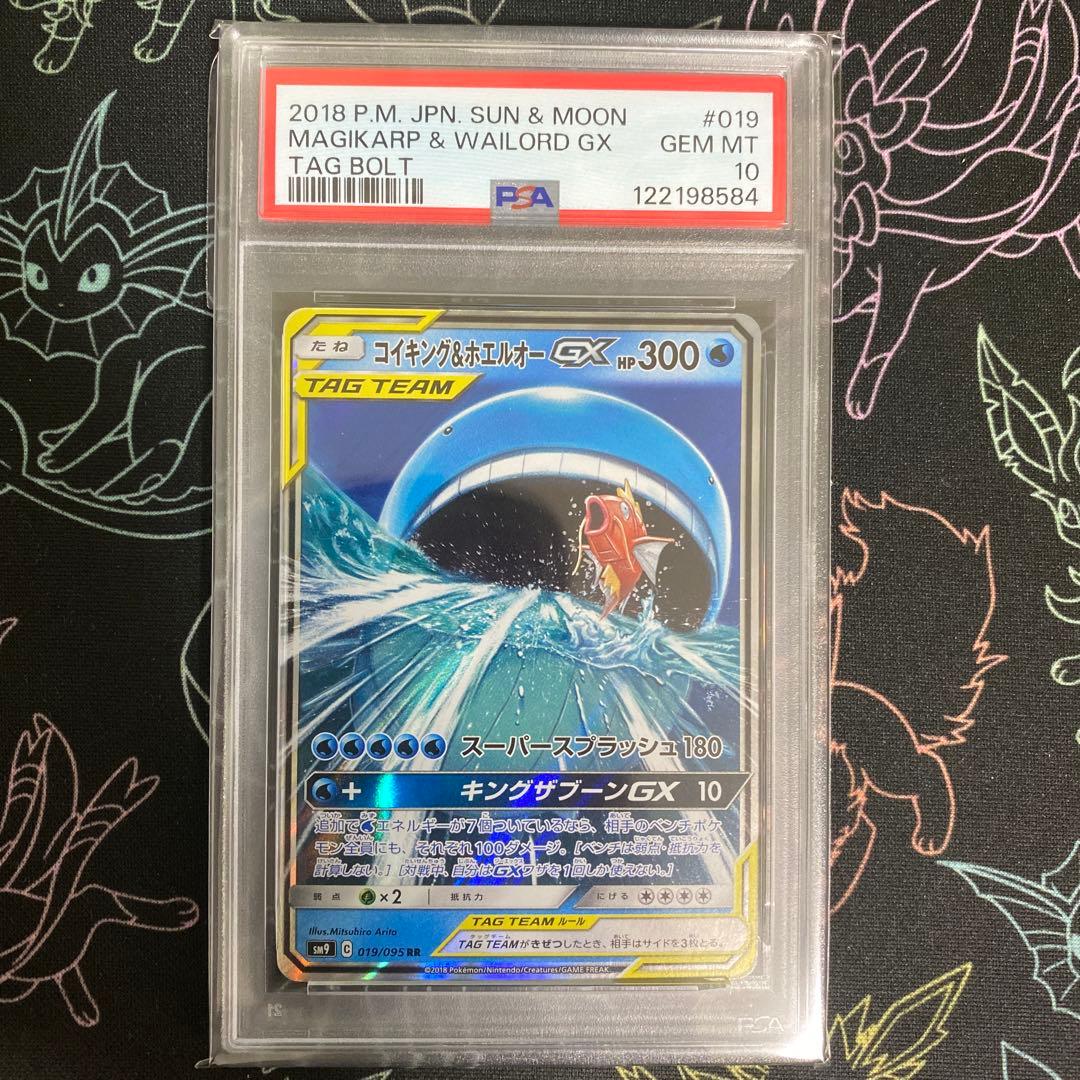 2018 P.M. JPN. SUN & MOON #019
MAGIKARP & WAILORD GX GEM MT
TAG BOLT 10
PSA 122198584
たね コイキング&ホエルオーGX HP300
TAG TEAM
スーパースプラッシュ 180
+ キングザブーンGX 10
追加でエネルギーが7個ついているなら、相手のベンチポケ
モン全員にも、それぞれ100ダメージ。[ベンチは弱点・抵抗力を
計算しない。] [対戦中、自分はGXワザを1回しか使えない。]
弱点 ×2 抵抗力 にげる
TAG TEAM ルール
Illus.Mitsuhiro Arita
TAG TEAMがきぜつしたとき、相手はサイドを3枚とる。
SM9 C 019/095 RR
©2018 Pokémon/Nintendo/Creatures/GAME FREAK.
21
PSA